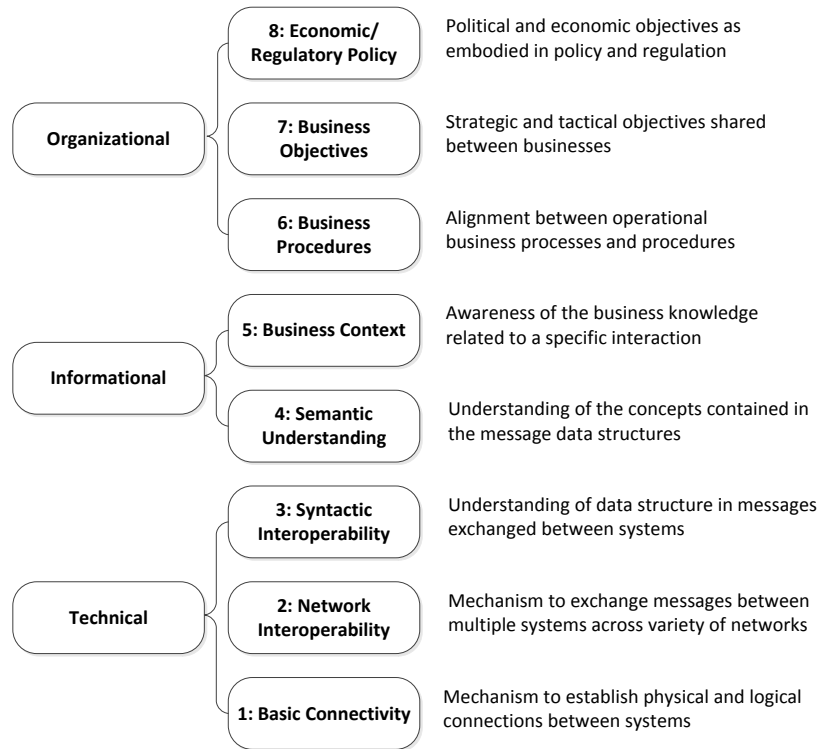 8: Economic/
Regulatory Policy
Political and economic objectives as
embodied in policy and regulation
Organizational
7: Business
Objectives
Strategic and tactical objectives shared
between businesses
6: Business
Procedures
Alignment between operational
business processes and procedures
Informational
5: Business Context
Awareness of the business knowledge
related to a specific interaction
4: Semantic
Understanding
Understanding of the concepts contained in
the message data structures
Technical
3: Syntactic
Interoperability
Understanding of data structure in messages
exchanged between systems
2: Network
Interoperability
Mechanism to exchange messages between
multiple systems across variety of networks
1: Basic Connectivity
Mechanism to establish physical and logical
connections between systems